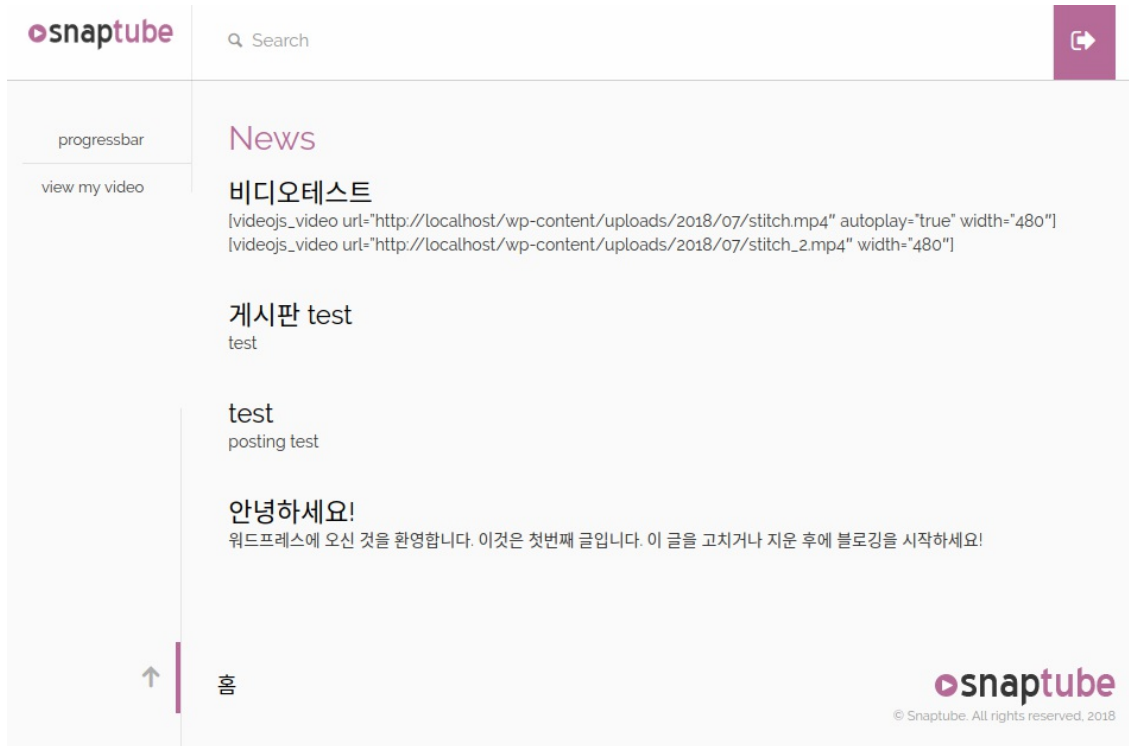 snaptube
Search
progressbar
view my video
News
비디오테스트
[videojs_video url="http://localhost/wp-content/uploads/2018/07/stitch.mp4″ autoplay="true" width="480″]
[videojs_video url="http://localhost/wp-content/uploads/2018/07/stitch_2.mp4″ width="480″]
게시판 test
test
test
posting test
안녕하세요!
워드프레스에 오신 것을 환영합니다. 이것은 첫번째 글입니다. 이 글을 고치거나 지운 후에 블로깅을 시작하세요!
홈
snaptube
© Snaptube. All rights reserved, 2018